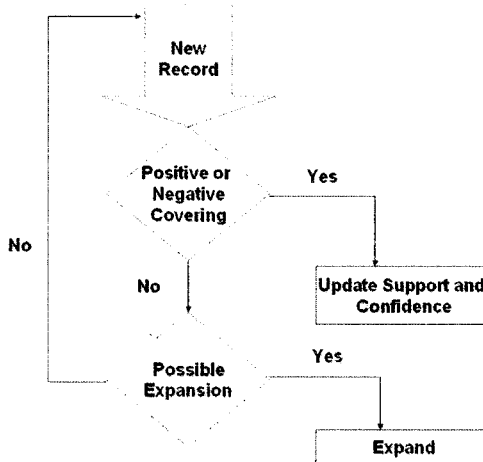 New
Record
Positive or
Negative
Covering
Yes
No
No
Update Support and
Confidence
Possible
Expansion
Yes
Expand